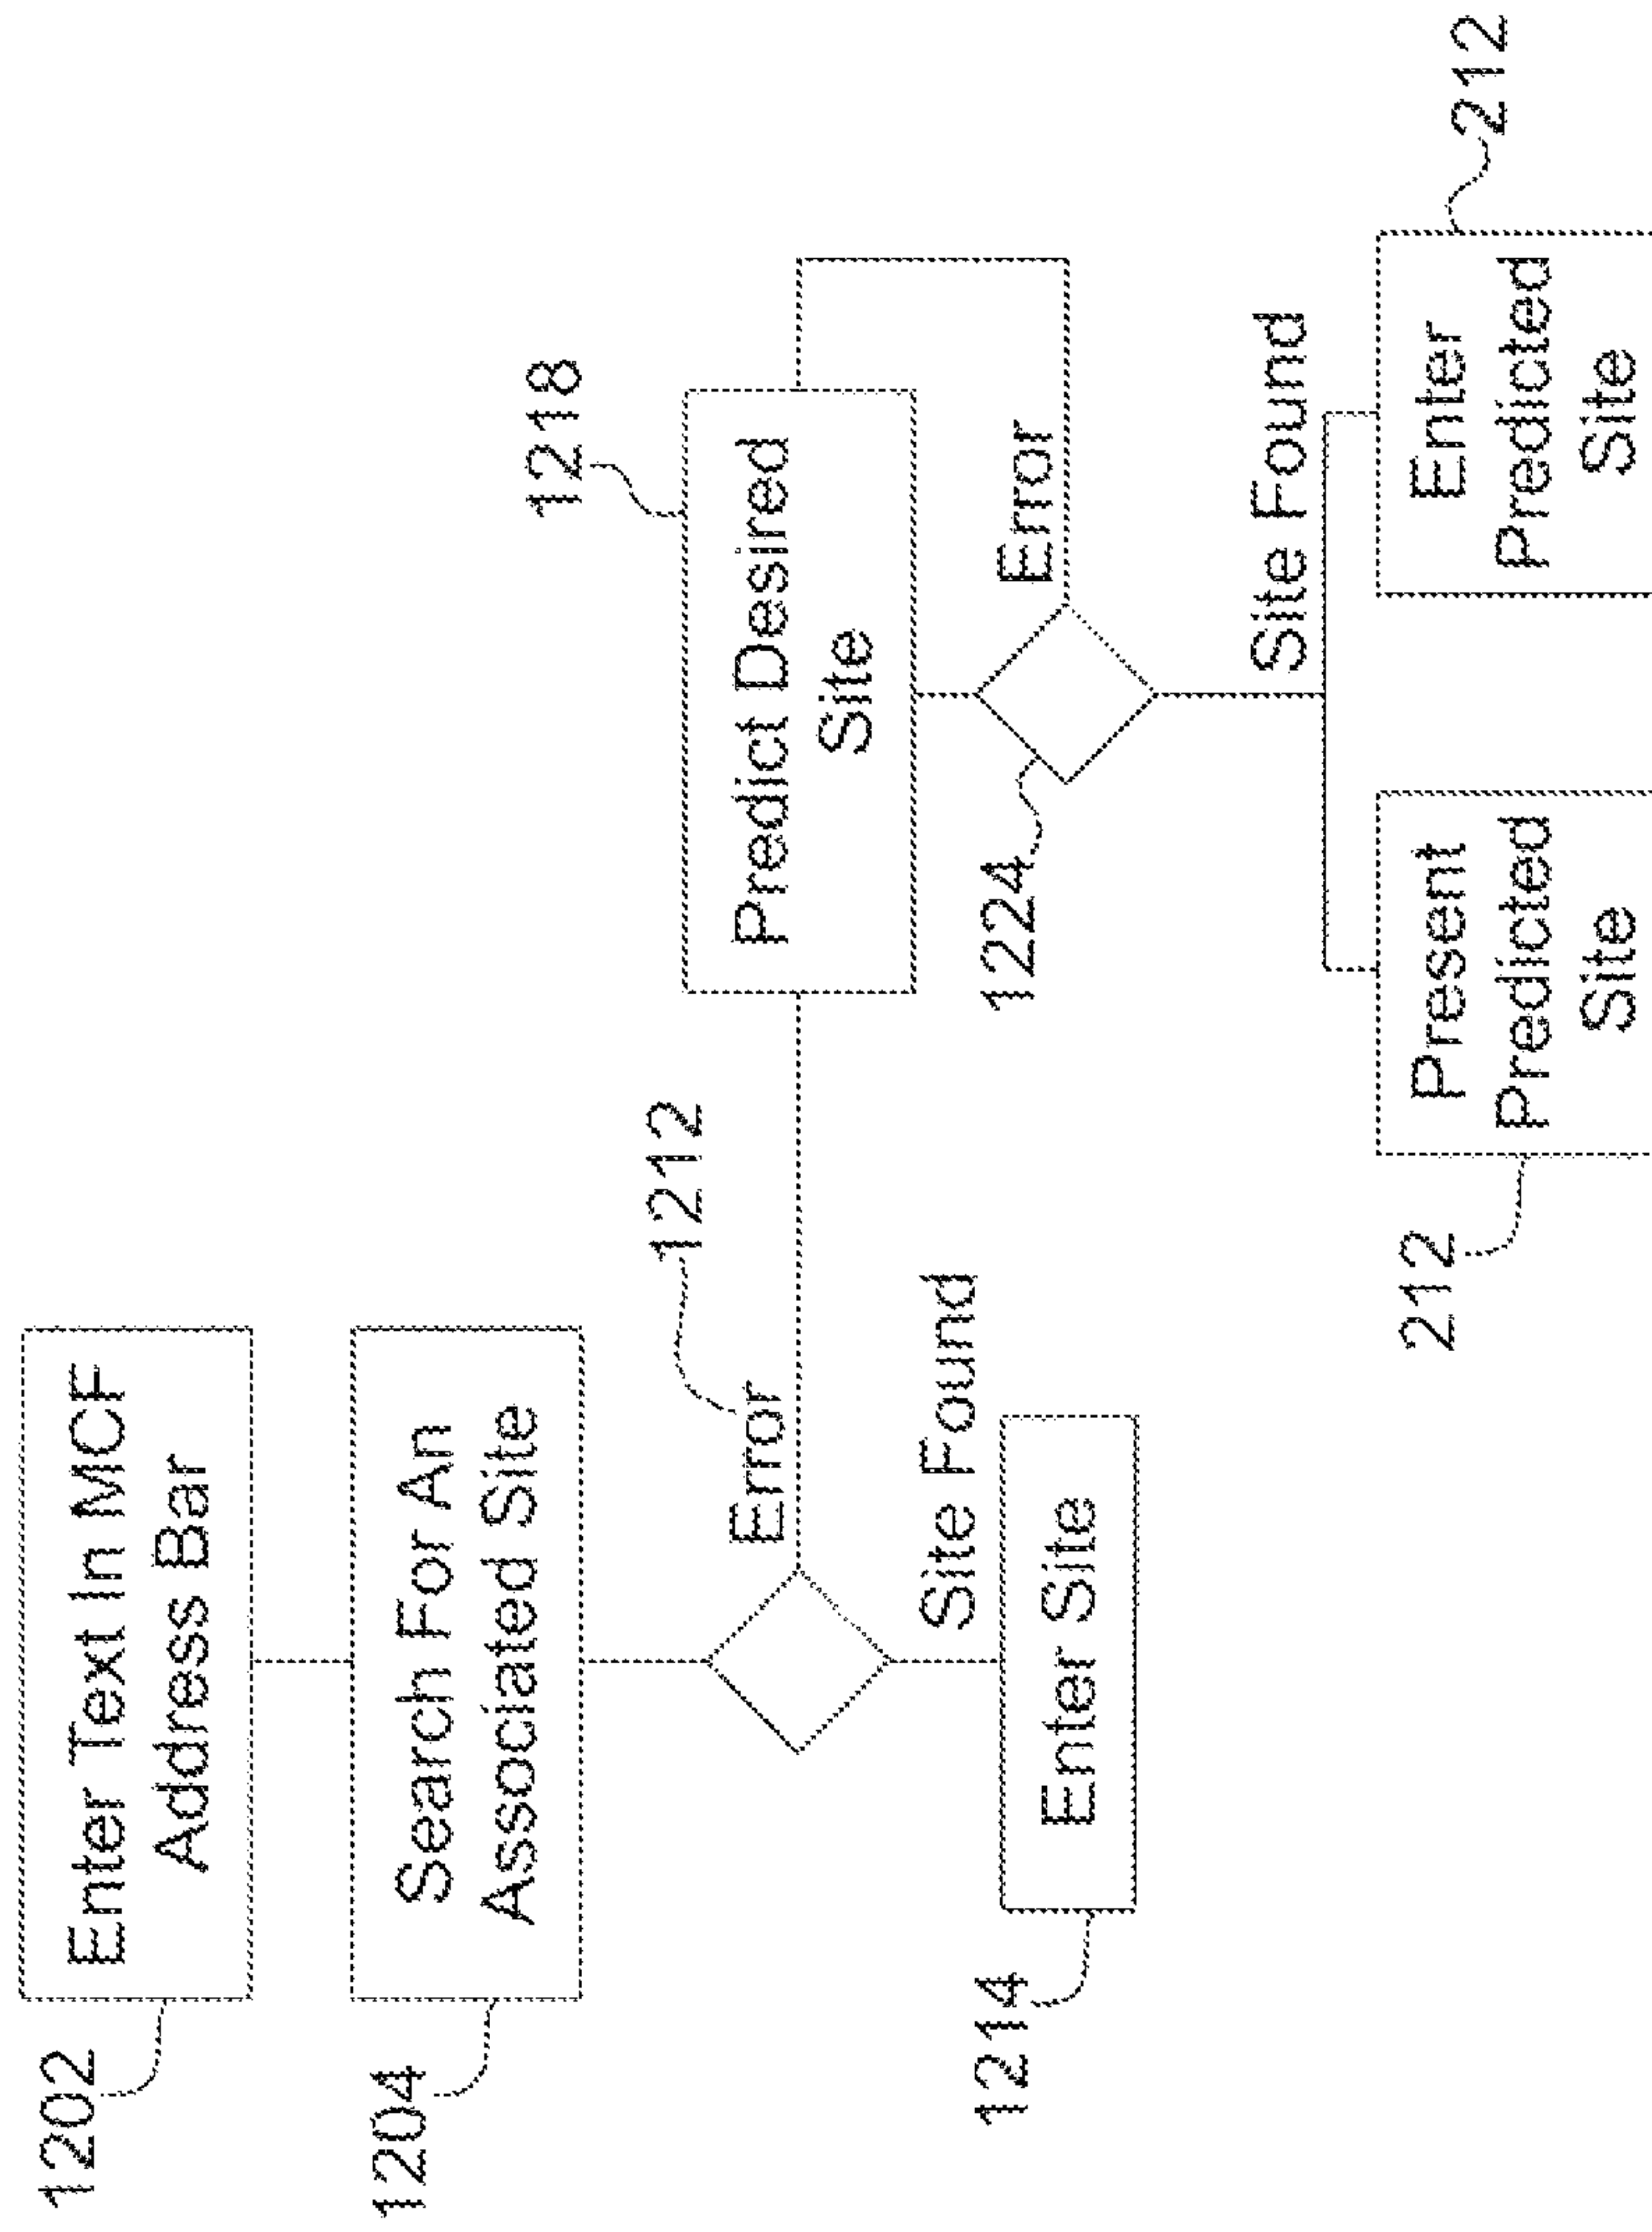 1202
Enter Text In MCF
Address Bar
1204
Search For An
Associated Site
Error
1212
Site Found
1214
Enter Site
1218
Predict Desired
Site
1224
Error
Site Found
212
Present
Predicted
Site
Enter
Predicted
Site
212